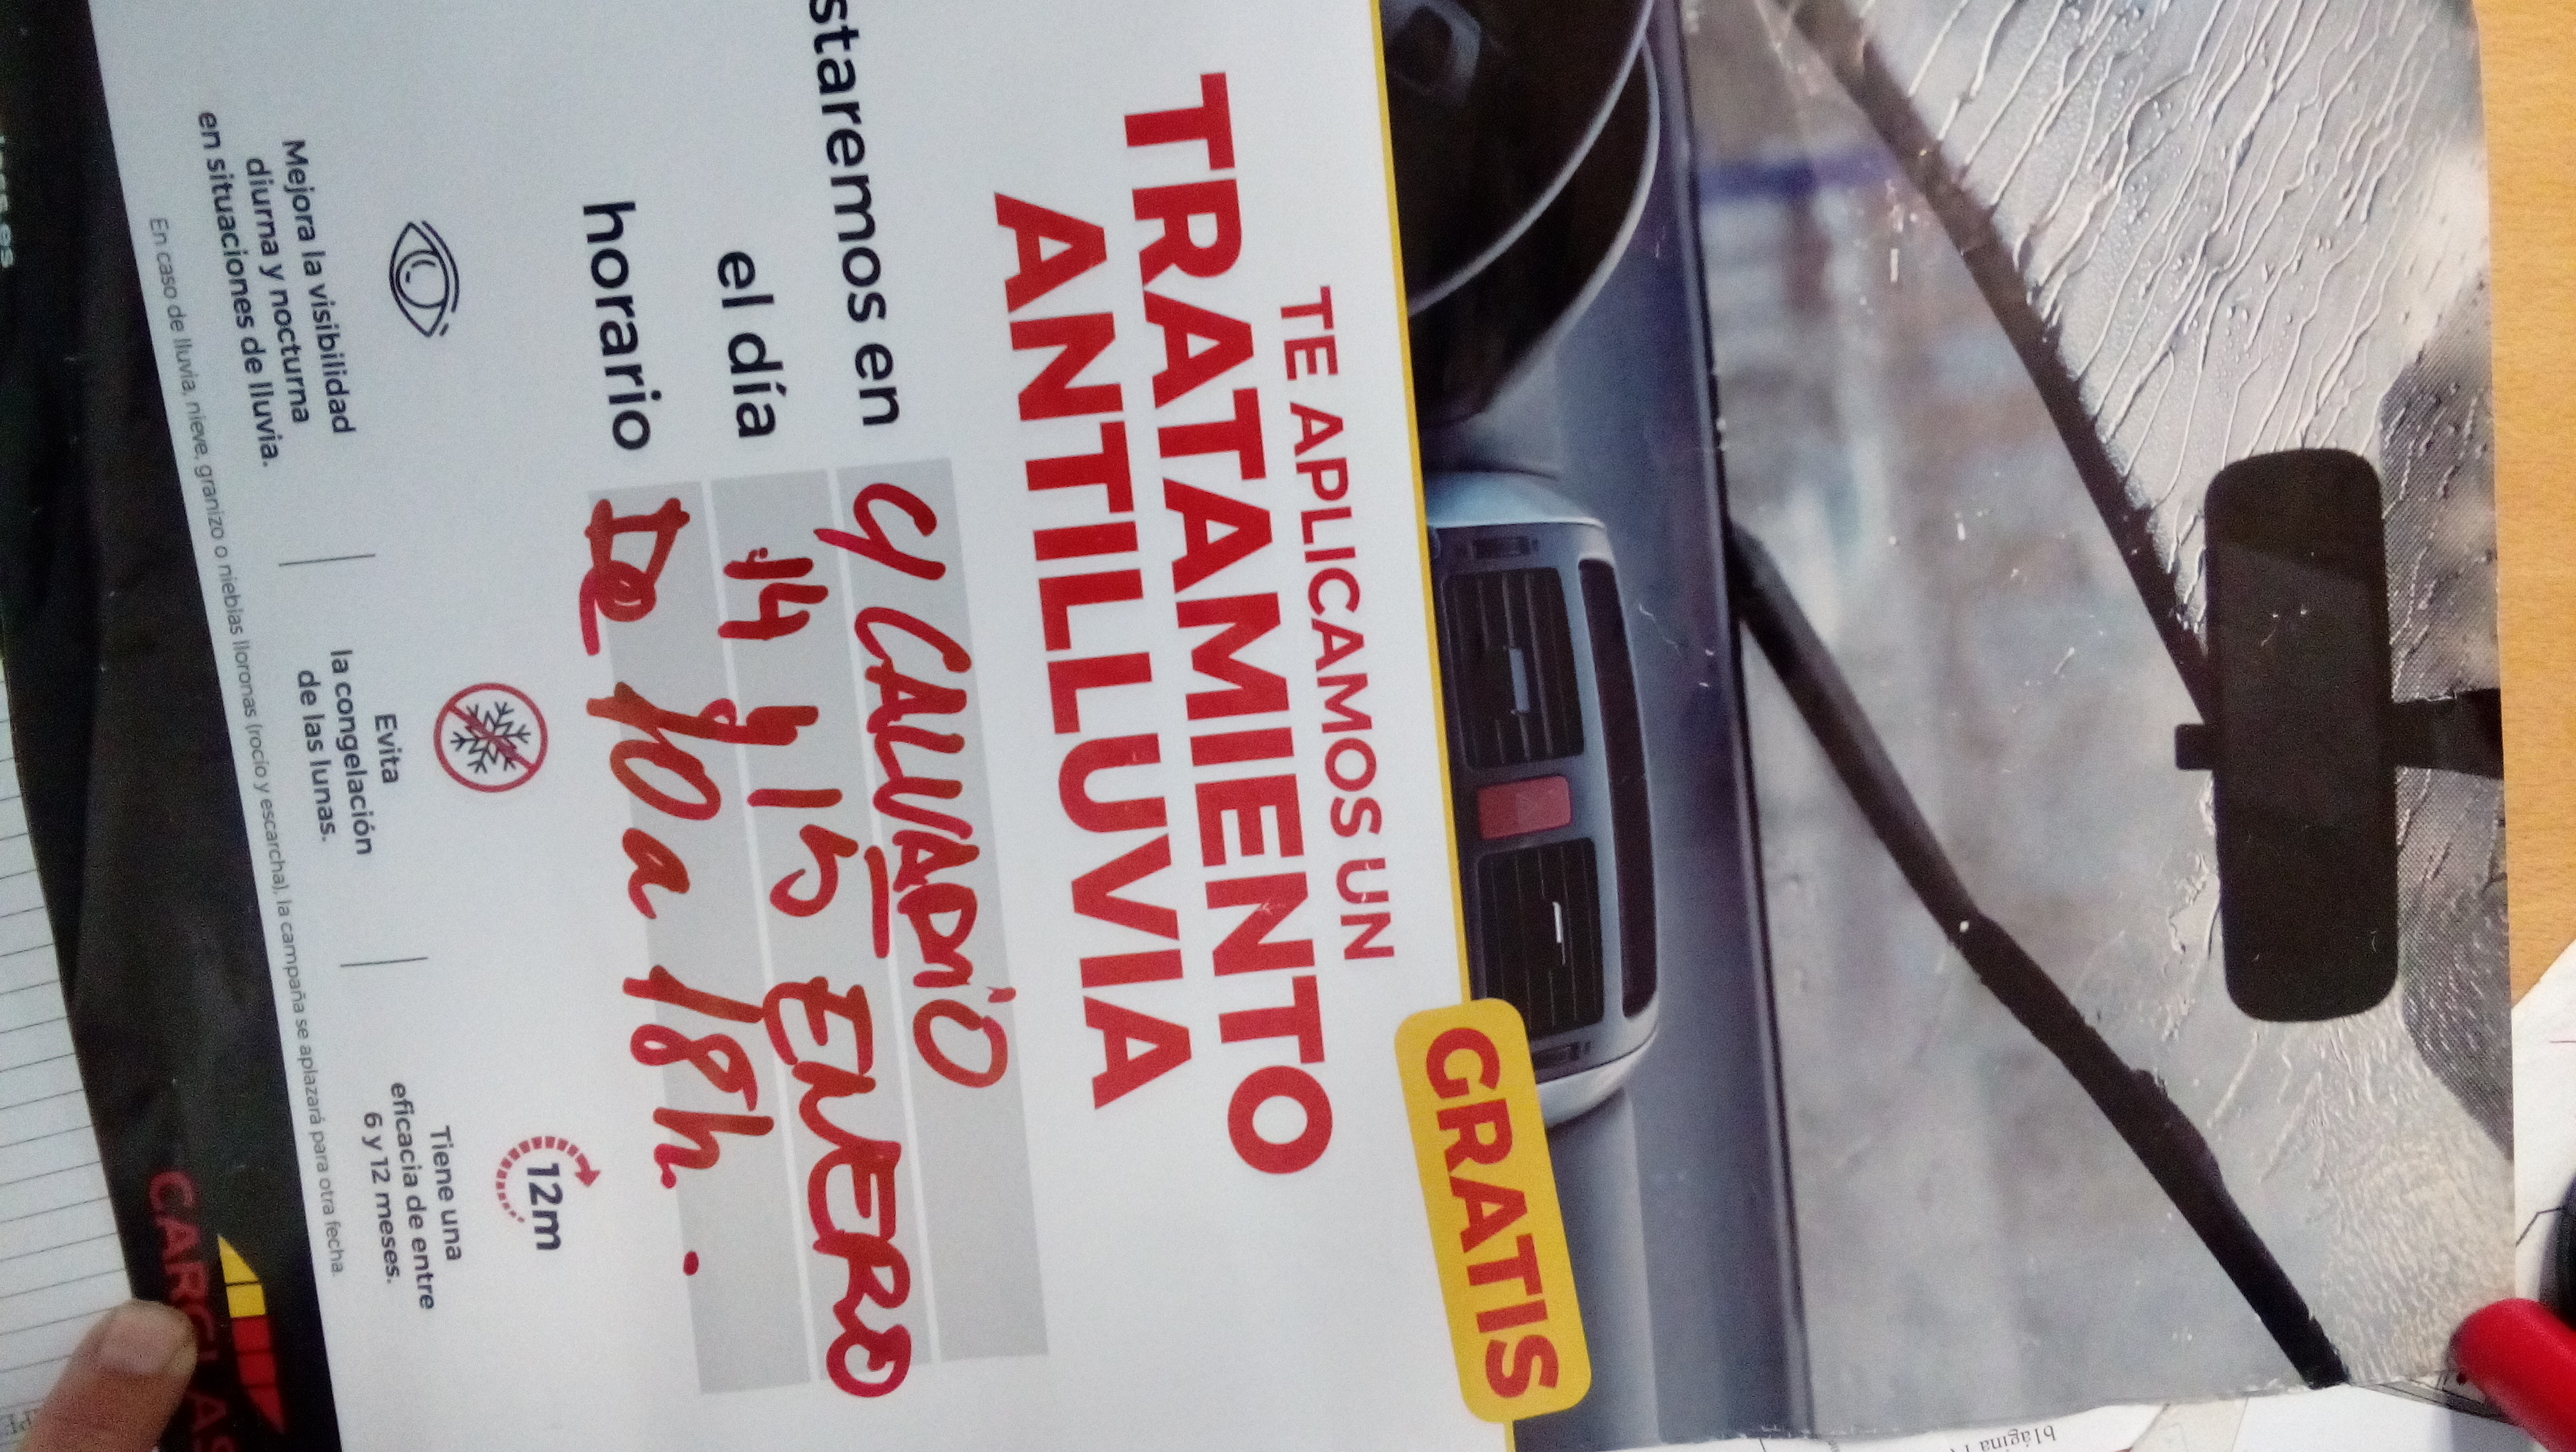 GRATIS
TE APLICAMOS UN
TRATAMIENTO
ANTILLUVIA
staremos en C/ CALVARIO
el día 14 y 15 ENERO
horario De 10 a 18h.
Mejora la visibilidad
diurna y nocturna
en situaciones de lluvia.
Evita
la congelación
de las lunas.
12m
Tiene una
eficacia de entre
6 y 12 meses.
En caso de lluvia, nieve, granizo o nieblas lloronas (rocío y escarcha), la campaña se aplazará para otra fecha.
CARGLAS